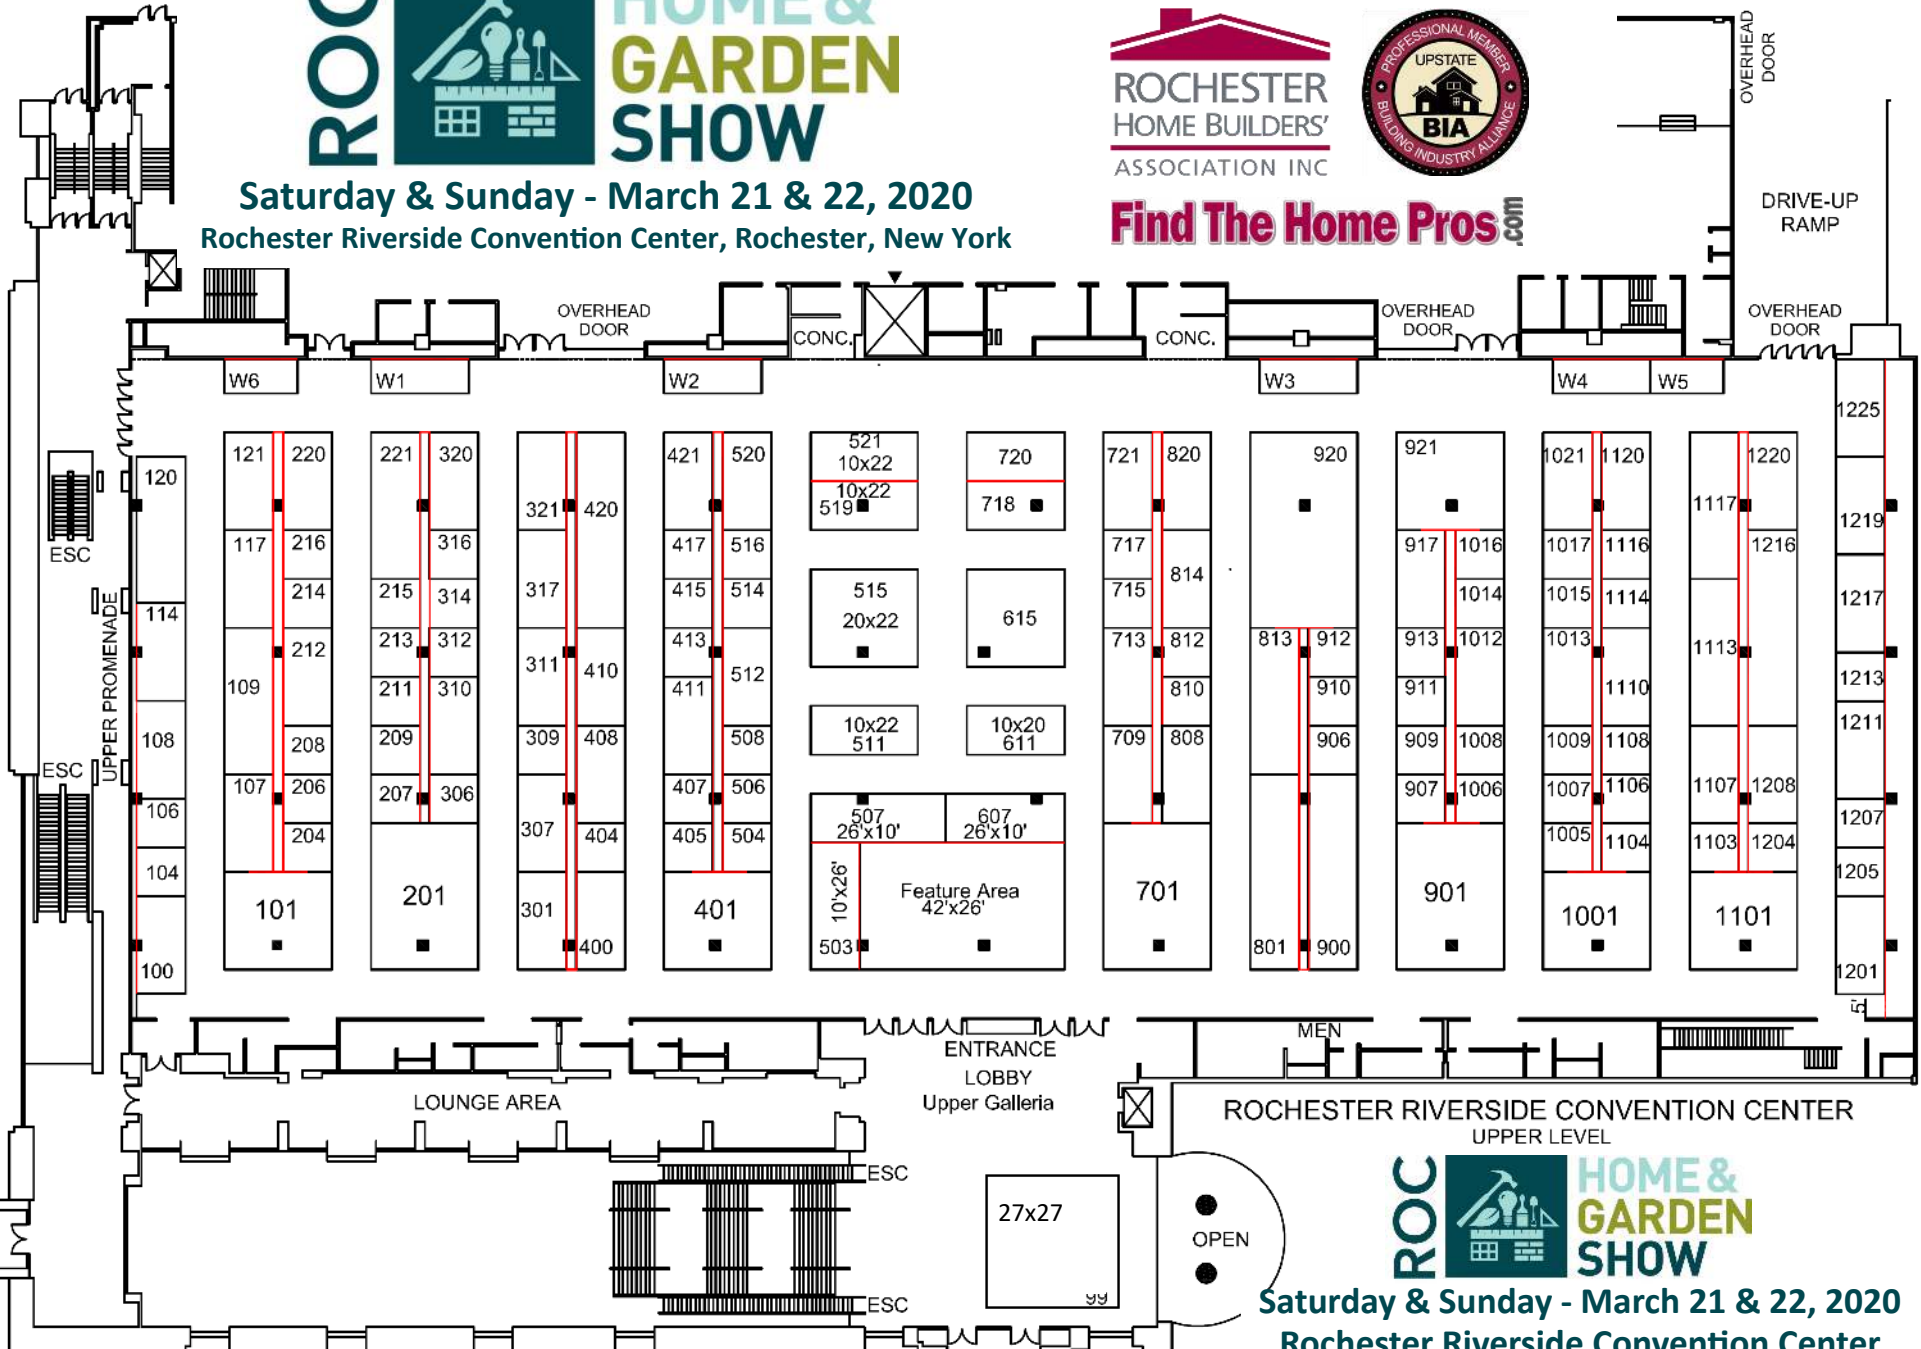 ROC
HOME &
GARDEN
SHOW
Saturday & Sunday - March 21 & 22, 2020
Rochester Riverside Convention Center, Rochester, New York
ROCHESTER
HOME BUILDERS'
ASSOCIATION INC
PROFESSIONAL MEMBER
UPSTATE
BIA
BUILDING INDUSTRY ALLIANCE
Find The Home Pros.com
OVERHEAD
DOOR
DRIVE-UP
RAMP
OVERHEAD
DOOR
CONC.
CONC.
OVERHEAD
DOOR
OVERHEAD
DOOR
W6
W1
W2
W3
W4
W5
ESC
UPPER PROMENADE
ESC
120
114
108
106
104
100
121 220
117 216
214
212
109
208
107 206
204
101
221 320
316
215 314
213 312
211 310
209
207 306
201
321 420
317
311 410
309 408
307 404
301 400
421 520
417 516
415 514
413
512
411
508
407 506
405 504
401
521
10x22
10x22
519
515
20x22
10x22
511
507
26'x10'
10'x26'
503
720
718
615
10x20
611
607
26'x10'
Feature Area
42'x26'
721 820
717
814
715
713 812
810
709 808
701
920
813 912
910
906
801 900
921
917 1016
1014
913 1012
911
909 1008
907 1006
901
1021 1120
1017 1116
1015 1114
1013
1110
1009 1108
1007 1106
1005 1104
1001
1220
1117
1216
1113
1107 1208
1103 1204
1101
1225
1219
1217
1213
1211
1207
1205
1201
5'
ENTRANCE
LOBBY
Upper Galleria
MEN
LOUNGE AREA
ROCHESTER RIVERSIDE CONVENTION CENTER
UPPER LEVEL
ESC
ESC
27x27
99
OPEN
ROC
HOME &
GARDEN
SHOW
Saturday & Sunday - March 21 & 22, 2020
Rochester Riverside Convention Center